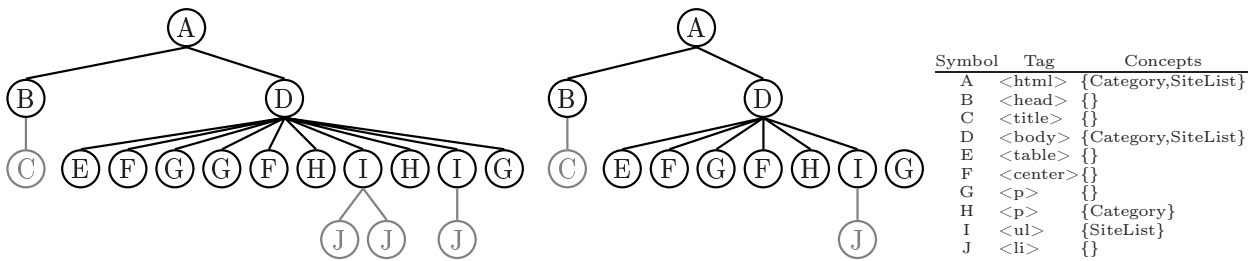 A
B D
C E F G G F H I H I G
J J J
A
B D
C E F G F H I G
J
Symbol Tag Concepts
A <html> {Category,SiteList}
B <head> {}
C <title> {}
D <body> {Category,SiteList}
E <table> {}
F <center> {}
G <p> {}
H <p> {Category}
I <ul> {SiteList}
J <li> {}